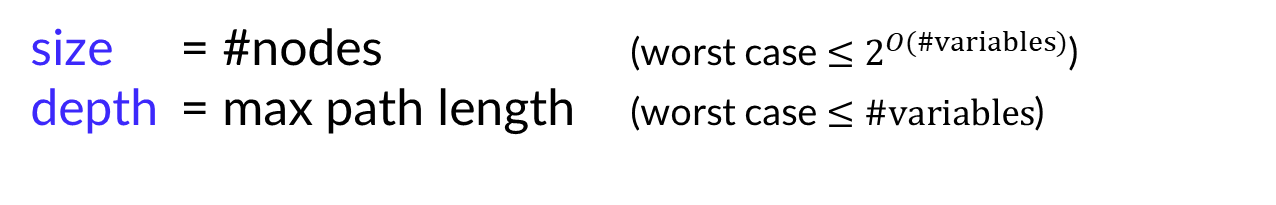 size = #nodes (worst case ≤ 2^{O(#variables)})
depth = max path length (worst case ≤ #variables)